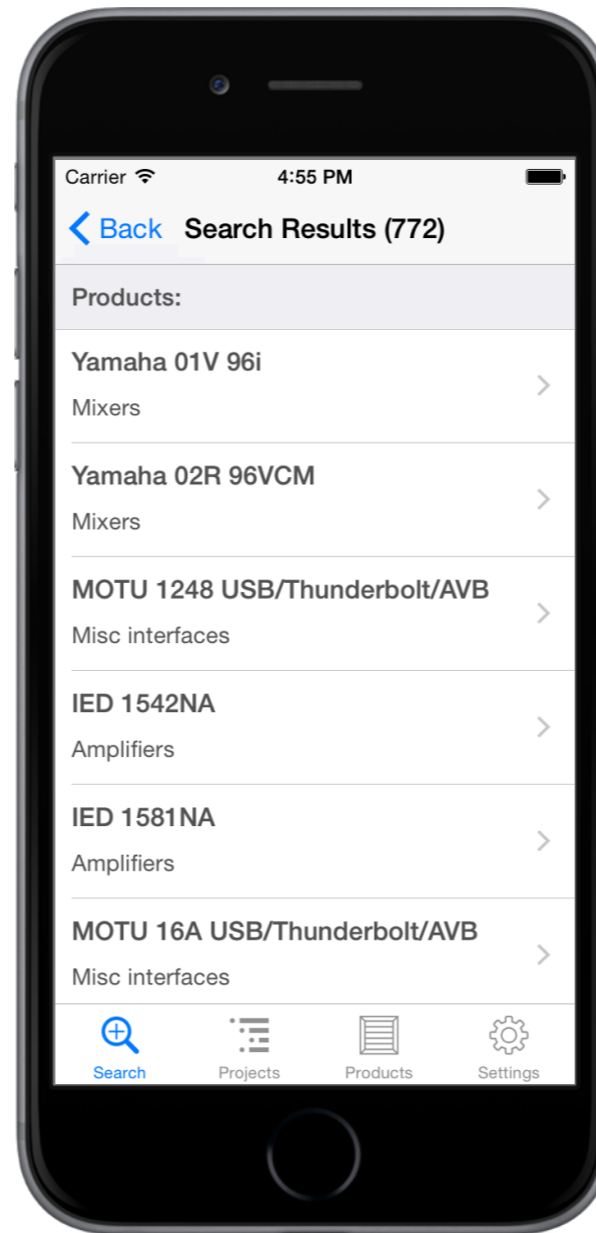 Carrier 4:55 PM
Back Search Results (772)
Products:
Yamaha 01V 96i
Mixers
Yamaha 02R 96VCM
Mixers
MOTU 1248 USB/Thunderbolt/AVB
Misc interfaces
IED 1542NA
Amplifiers
IED 1581NA
Amplifiers
MOTU 16A USB/Thunderbolt/AVB
Misc interfaces
Search Projects Products Settings